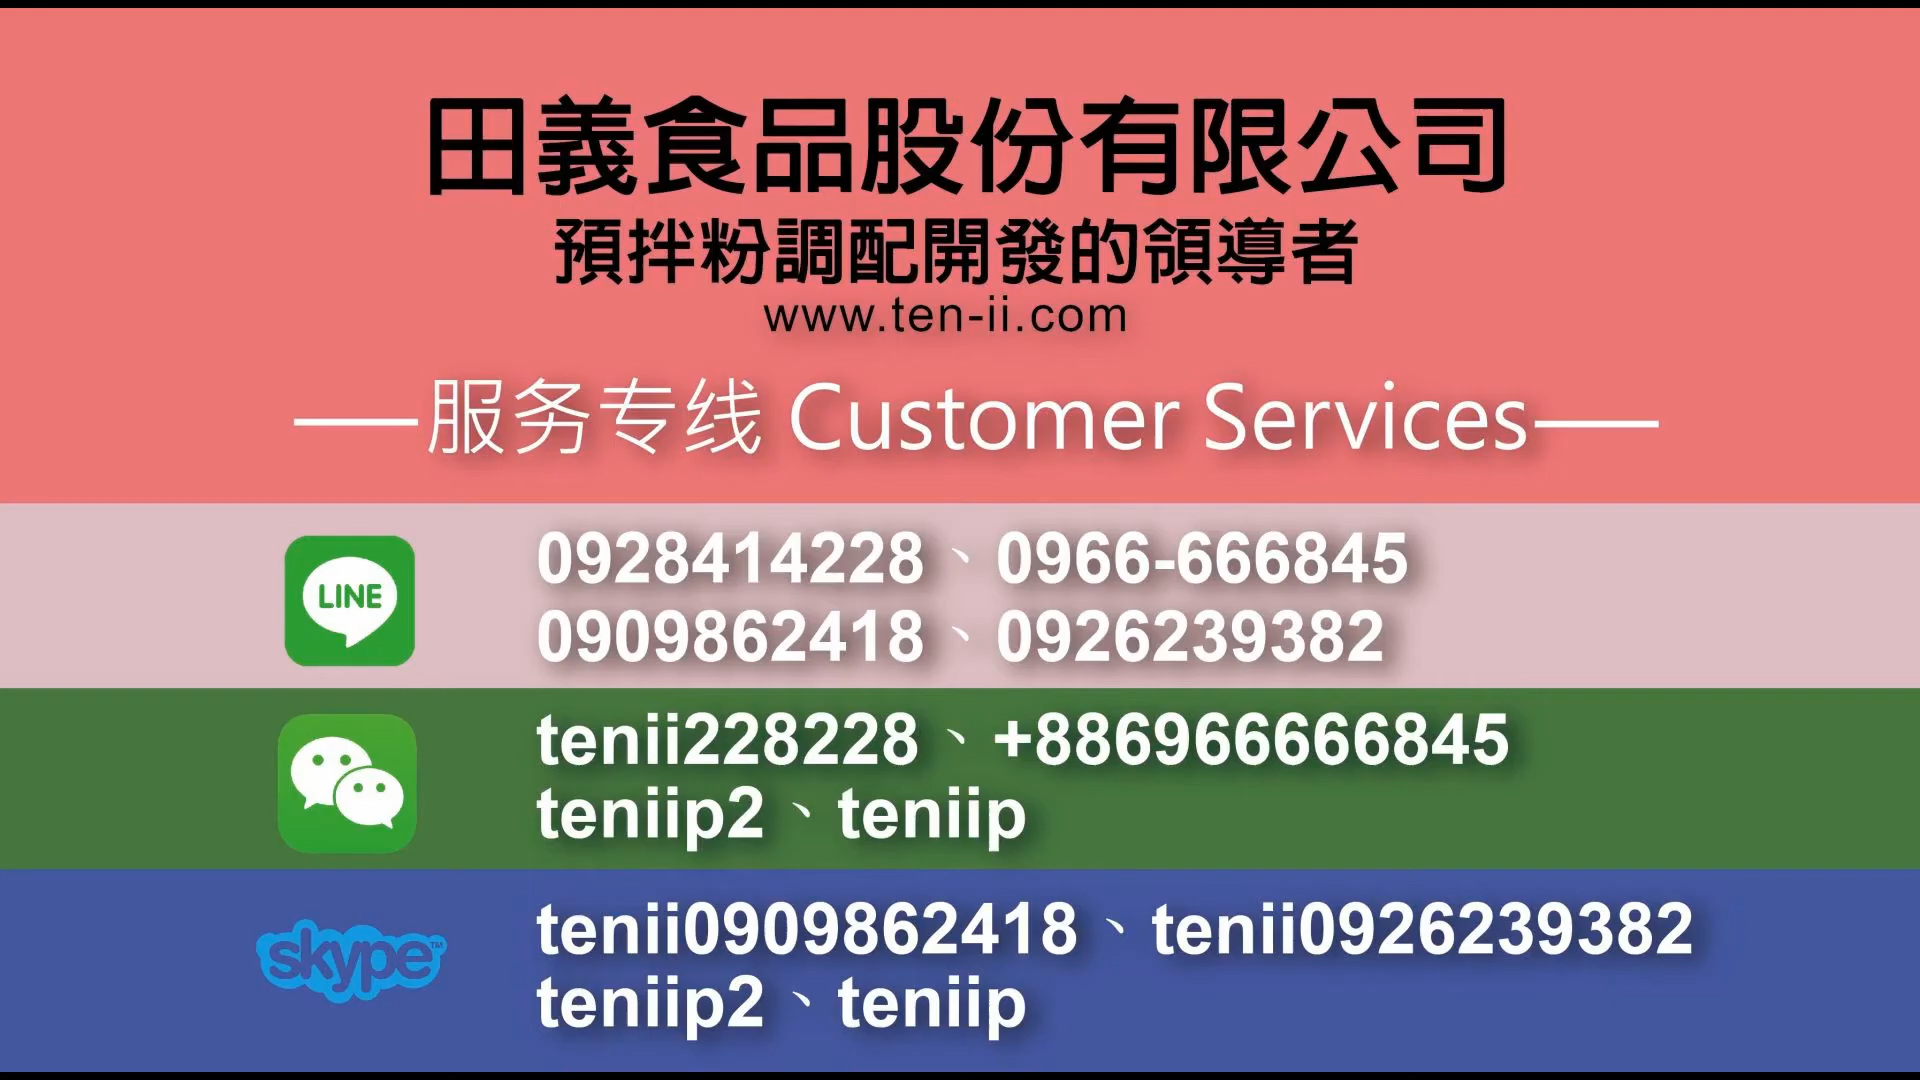 田義食品股份有限公司
預拌粉調配開發的領導者
www.ten-ii.com
—服务专线 Customer Services—
LINE
0928414228、0966-666845
0909862418、0926239382
tenii228228、+886966666845
teniip2、teniip
skype™
tenii0909862418、tenii0926239382
teniip2、teniip